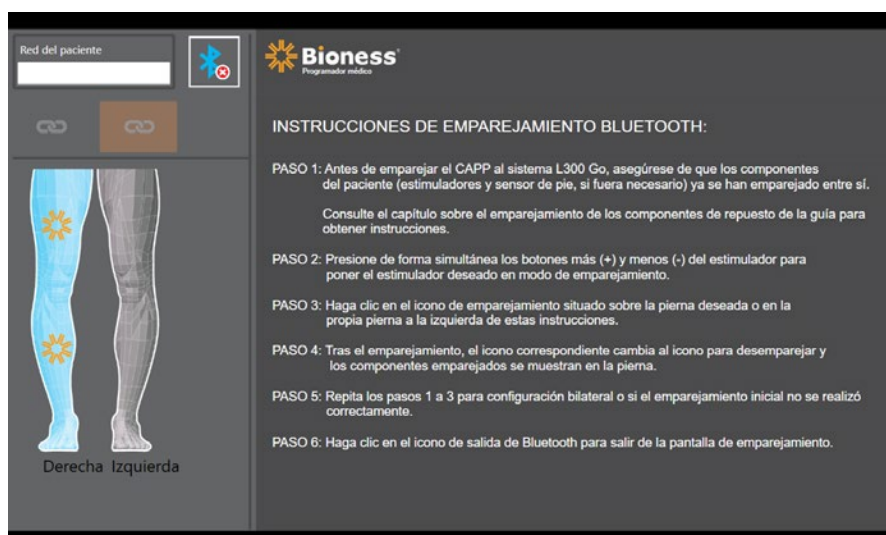 Red del paciente
Bioness
Programador médico
INSTRUCCIONES DE EMPAREJAMIENTO BLUETOOTH:
PASO 1: Antes de emparejar el CAPP al sistema L300 Go, asegúrese de que los componentes
del paciente (estimuladores y sensor de pie, si fuera necesario) ya se han emparejado entre sí.
Consulte el capítulo sobre el emparejamiento de los componentes de repuesto de la guía para
obtener instrucciones.
PASO 2: Presione de forma simultánea los botones más (+) y menos (-) del estimulador para
poner el estimulador deseado en modo de emparejamiento.
PASO 3: Haga clic en el icono de emparejamiento situado sobre la pierna deseada o en la
propia pierna a la izquierda de estas instrucciones.
PASO 4: Tras el emparejamiento, el icono correspondiente cambia al icono para desemparejar y
los componentes emparejados se muestran en la pierna.
PASO 5: Repita los pasos 1 a 3 para configuración bilateral o si el emparejamiento inicial no se realizó
correctamente.
PASO 6: Haga clic en el icono de salida de Bluetooth para salir de la pantalla de emparejamiento.
Derecha Izquierda